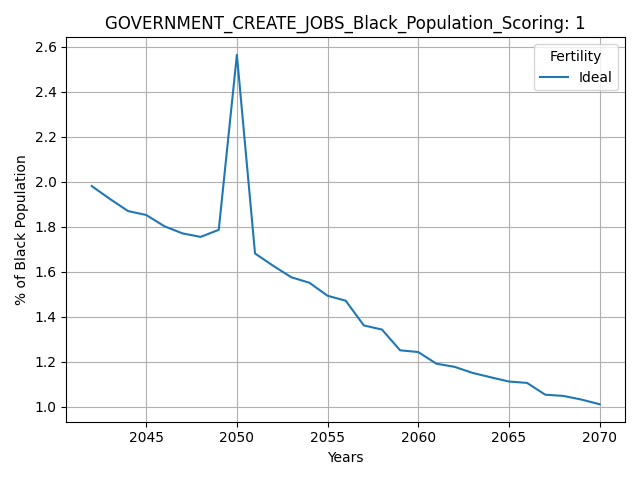 GOVERNMENT_CREATE_JOBS_Black_Population_Scoring: 1
Fertility
Ideal
% of Black Population
2.6
2.4
2.2
2.0
1.8
1.6
1.4
1.2
1.0
2045 2050 2055 2060 2065 2070
Years